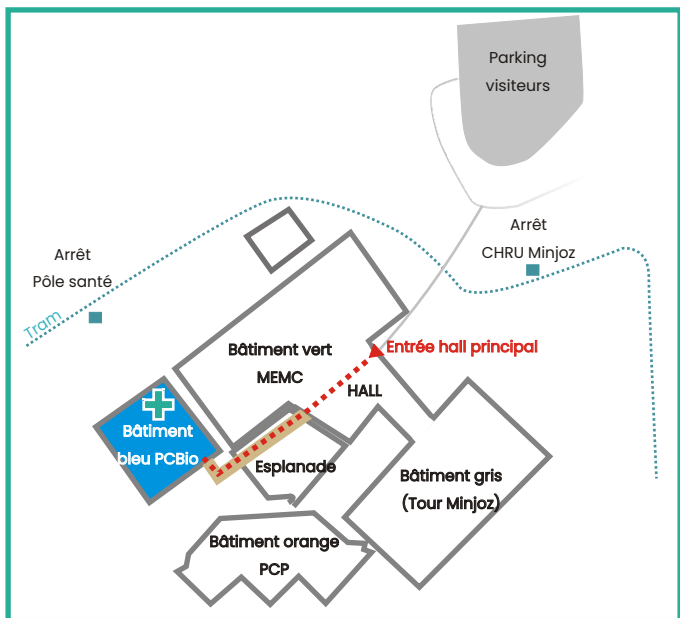 Parking
visiteurs
Arrêt
CHRU Minjoz
Arrêt
Pôle santé
Tram
Bâtiment vert
MEMC
Entrée hall principal
HALL
Bâtiment
bleu PCBio
Esplanade
Bâtiment gris
(Tour Minjoz)
Bâtiment orange
PCP